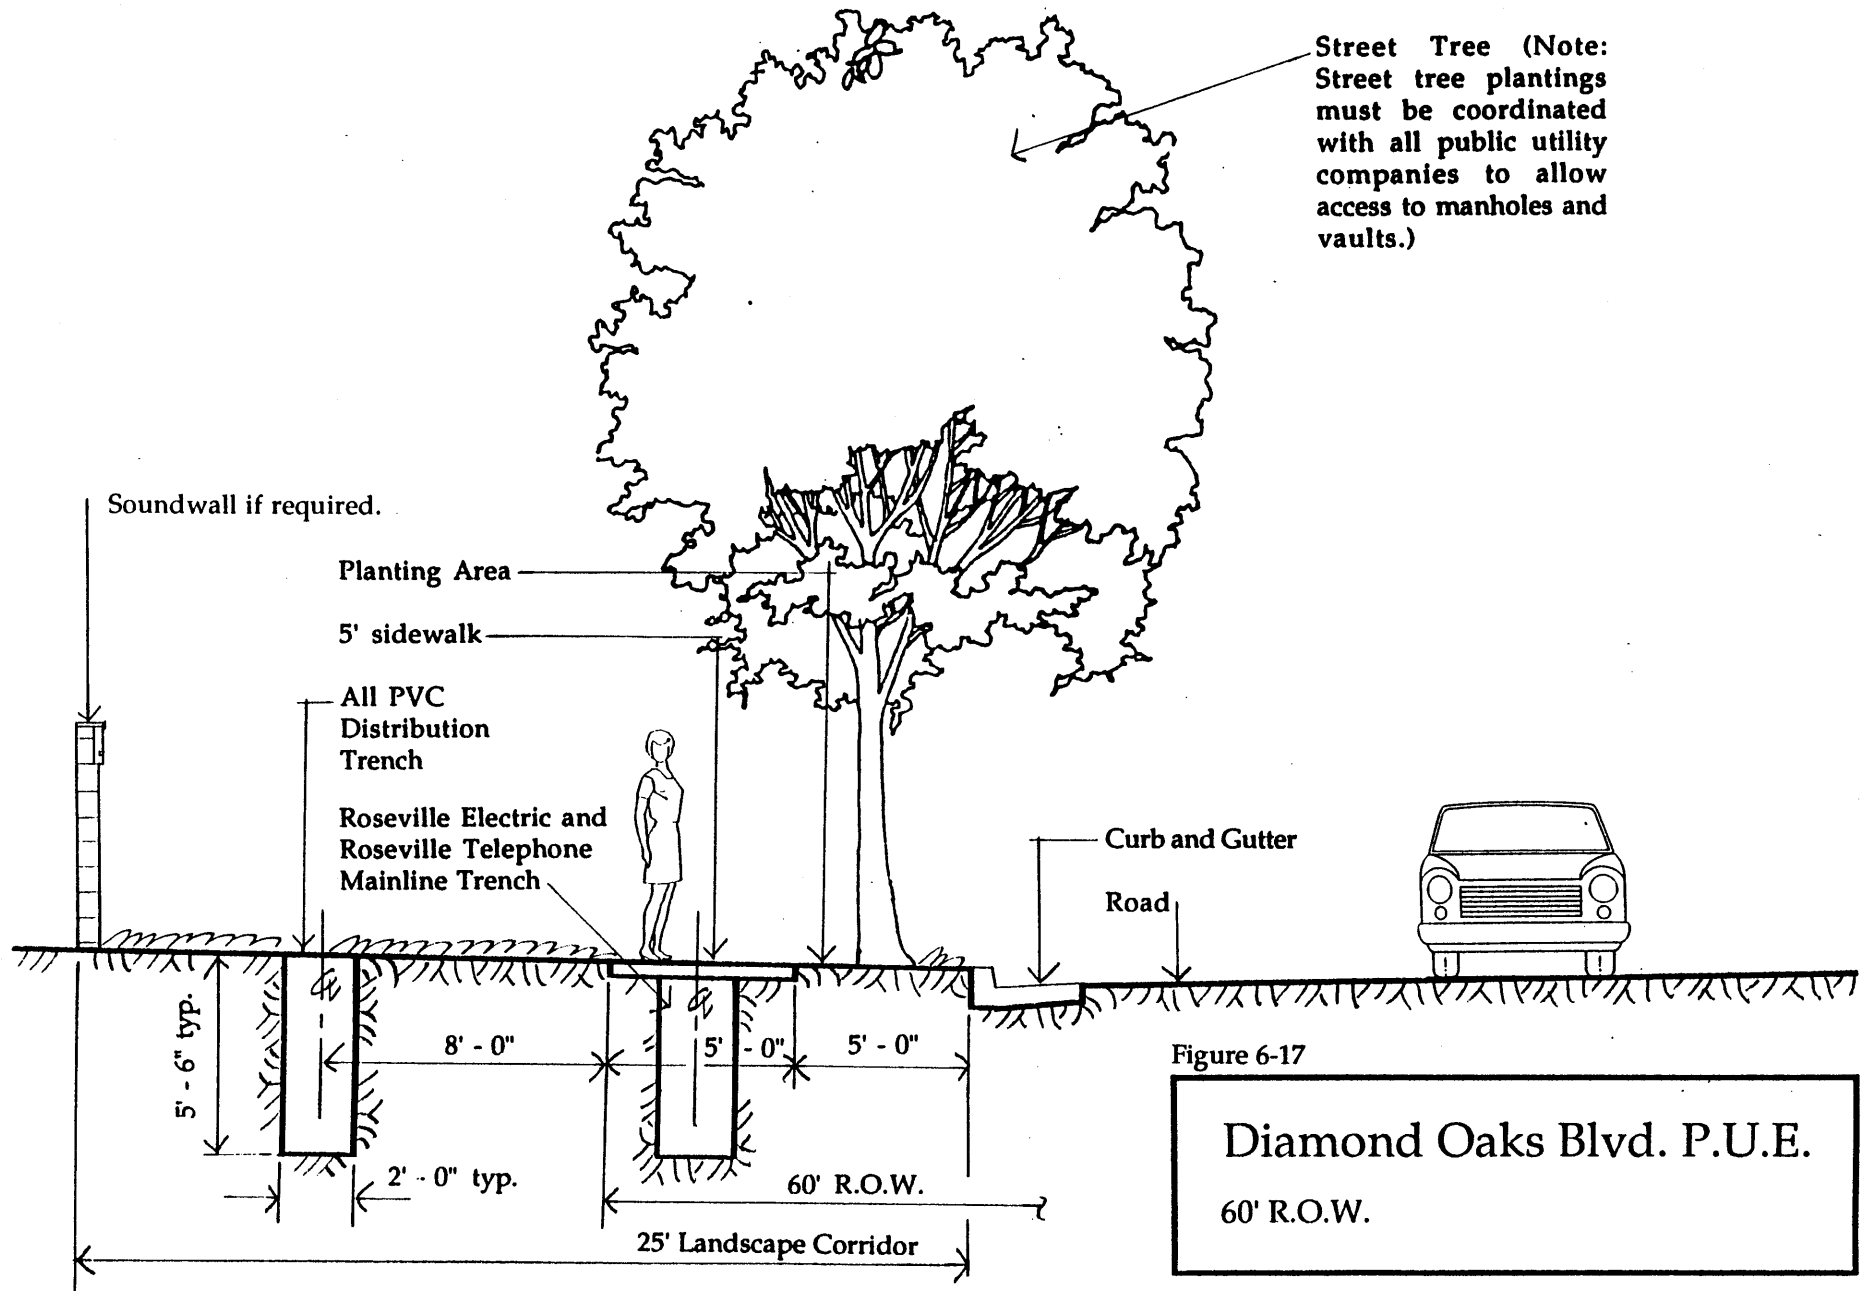 Street Tree (Note:
Street tree plantings
must be coordinated
with all public utility
companies to allow
access to manholes and
vaults.)
Soundwall if required.
Planting Area
5' sidewalk
All PVC
Distribution
Trench
Roseville Electric and
Roseville Telephone
Mainline Trench
Curb and Gutter
Road
5' - 6" typ.
8' - 0"
5' - 0"
5' - 0"
2' - 0" typ.
60' R.O.W.
25' Landscape Corridor
Figure 6-17
Diamond Oaks Blvd. P.U.E.
60' R.O.W.